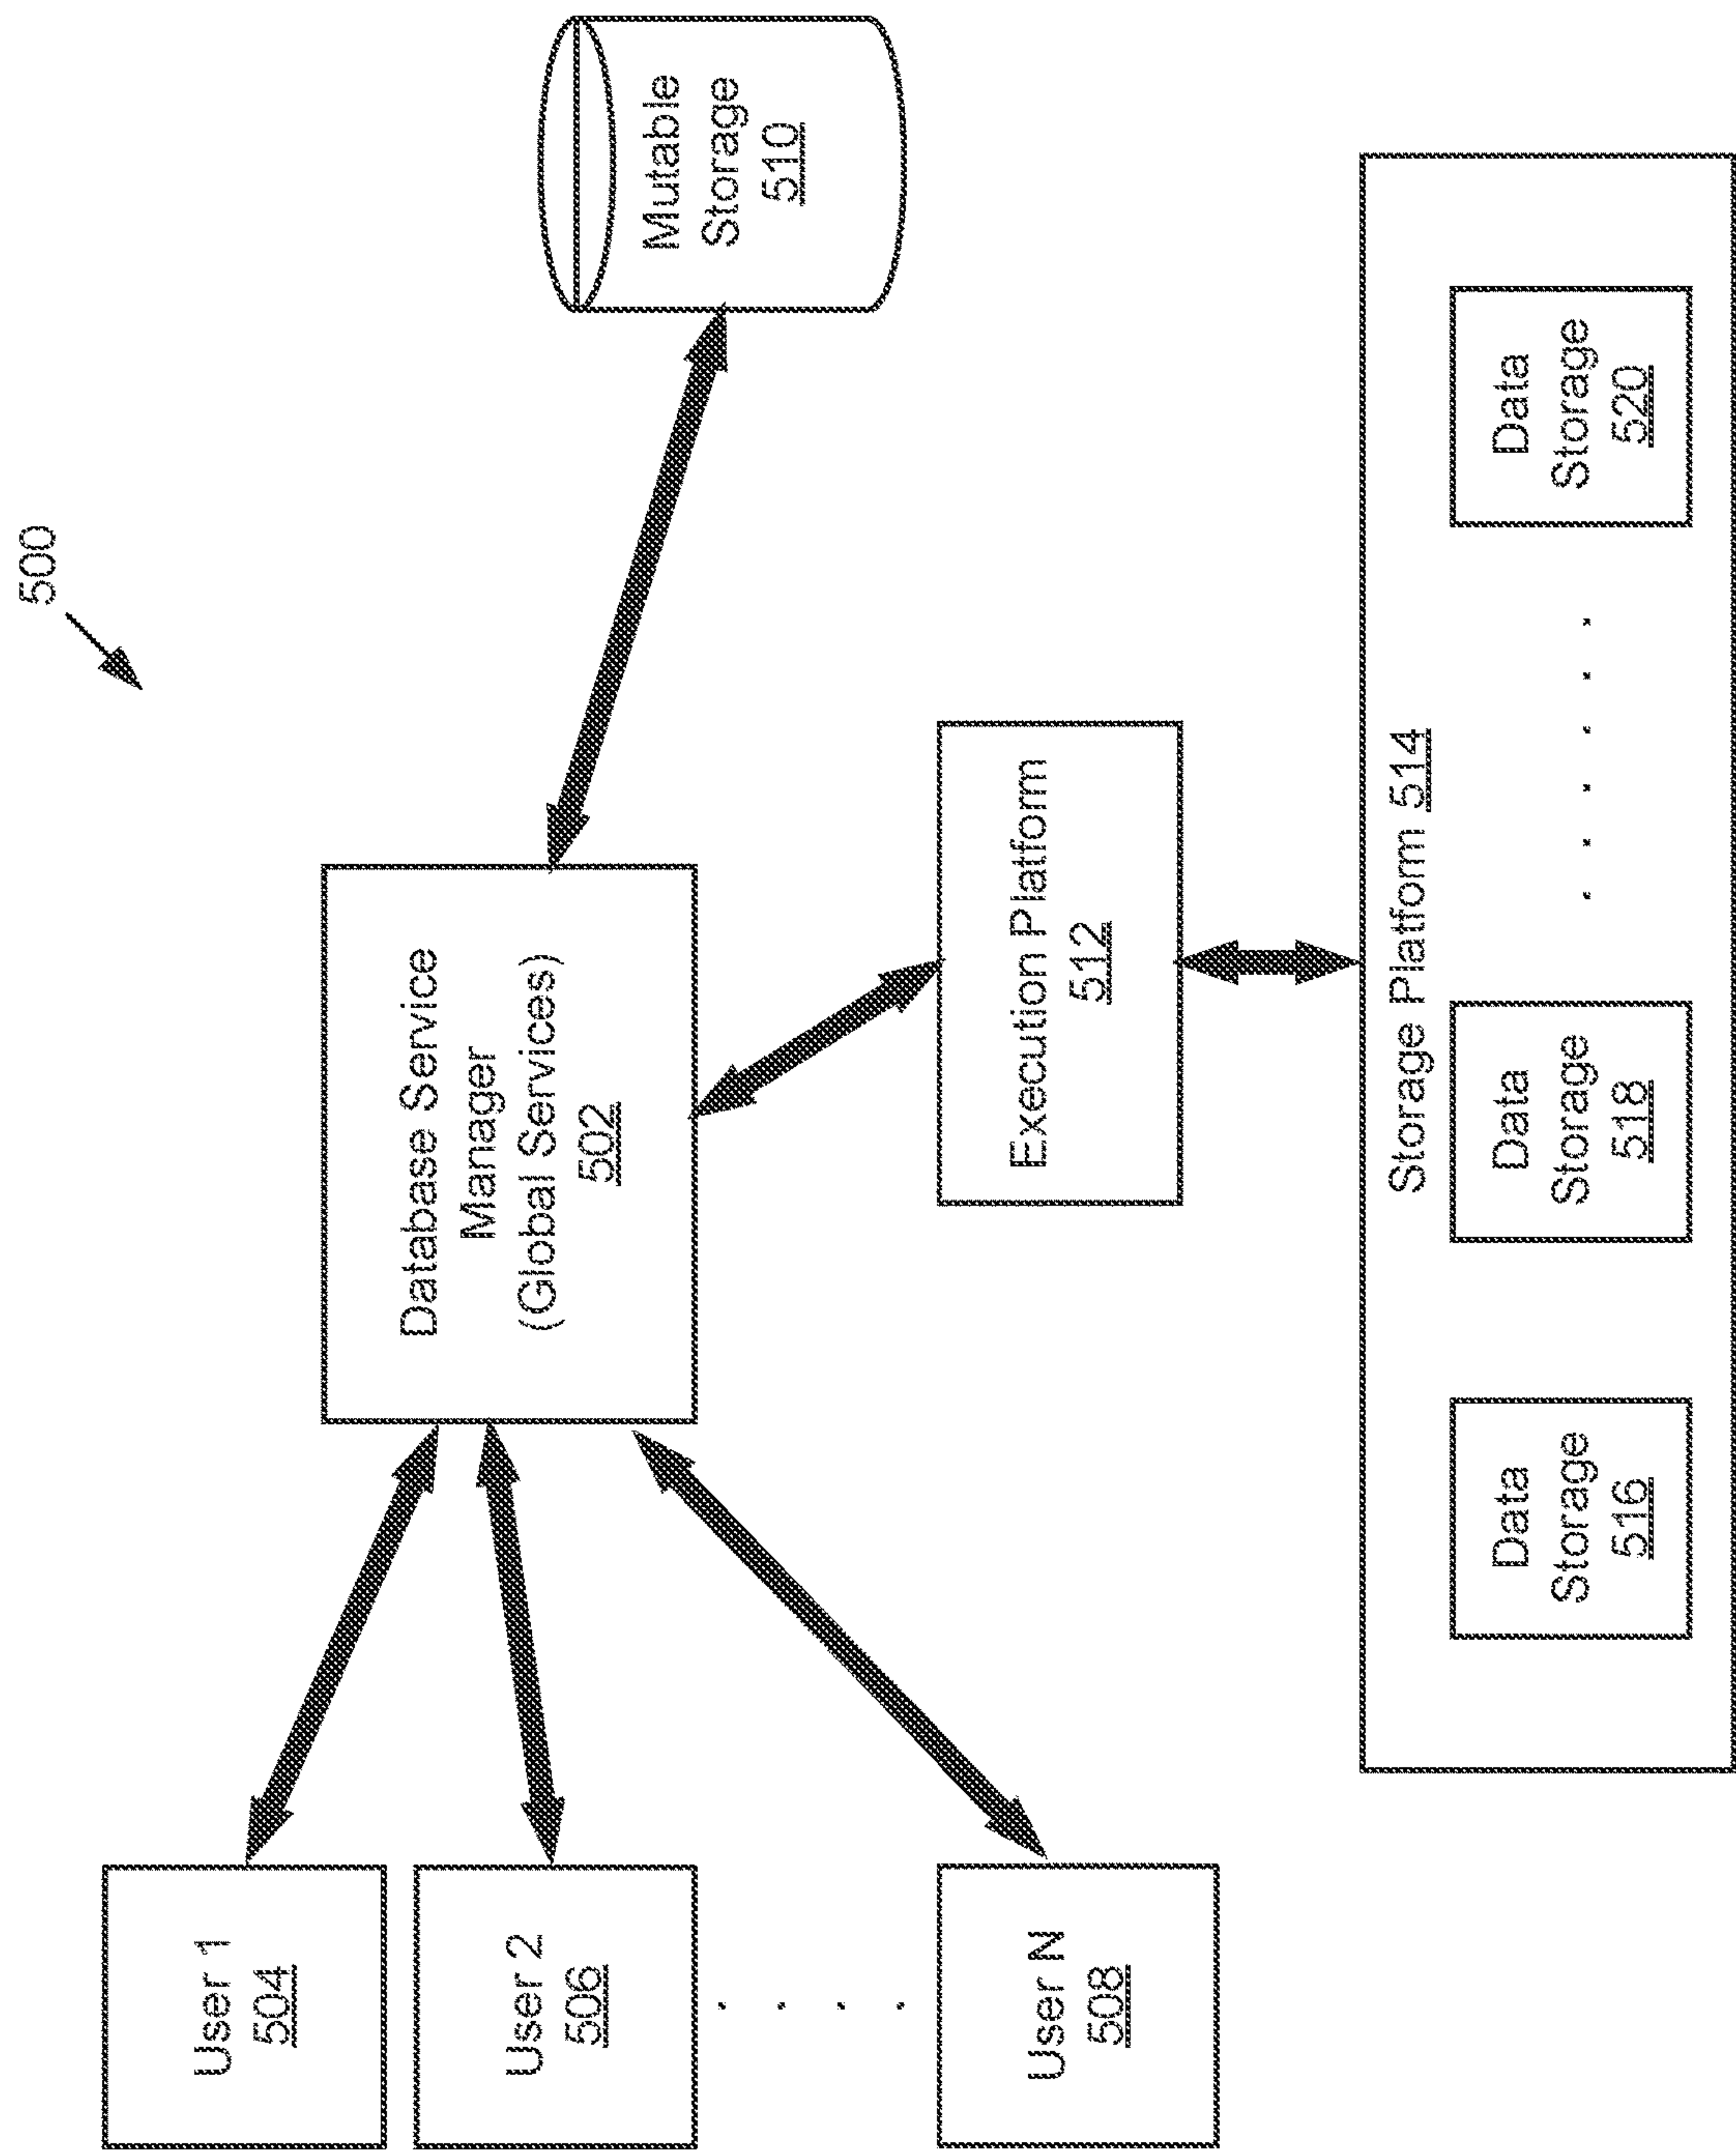 500
User 1
504
User 2
506
User N
508
Database Service
Manager
(Global Services)
502
Mutable
Storage
510
Execution Platform
512
Storage Platform 514
Data
Storage
516
Data
Storage
518
Data
Storage
520